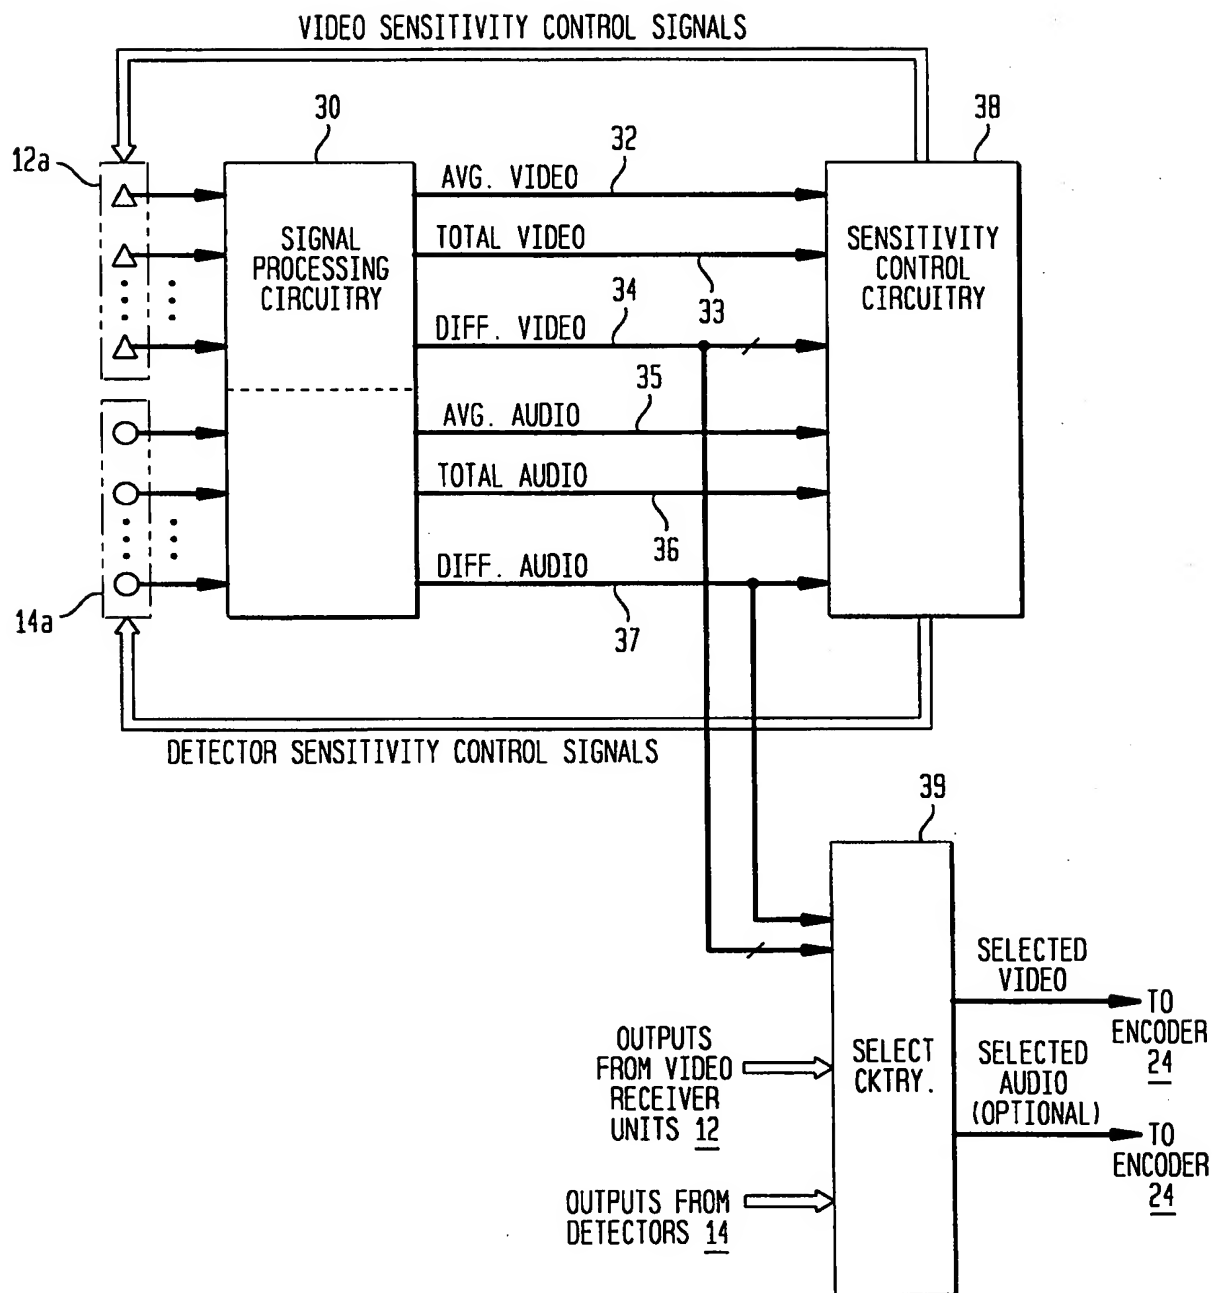 VIDEO SENSITIVITY CONTROL SIGNALS
30
38
12a
32
AVG. VIDEO
SIGNAL
PROCESSING
CIRCUITRY
TOTAL VIDEO
33
SENSITIVITY
CONTROL
CIRCUITRY
34
DIFF. VIDEO
35
AVG. AUDIO
TOTAL AUDIO
36
DIFF. AUDIO
37
14a
DETECTOR SENSITIVITY CONTROL SIGNALS
39
SELECTED
VIDEO
TO
ENCODER
24
OUTPUTS
FROM VIDEO
RECEIVER
UNITS 12
SELECT
CKTRY.
SELECTED
AUDIO
(OPTIONAL)
TO
ENCODER
24
OUTPUTS FROM
DETECTORS 14